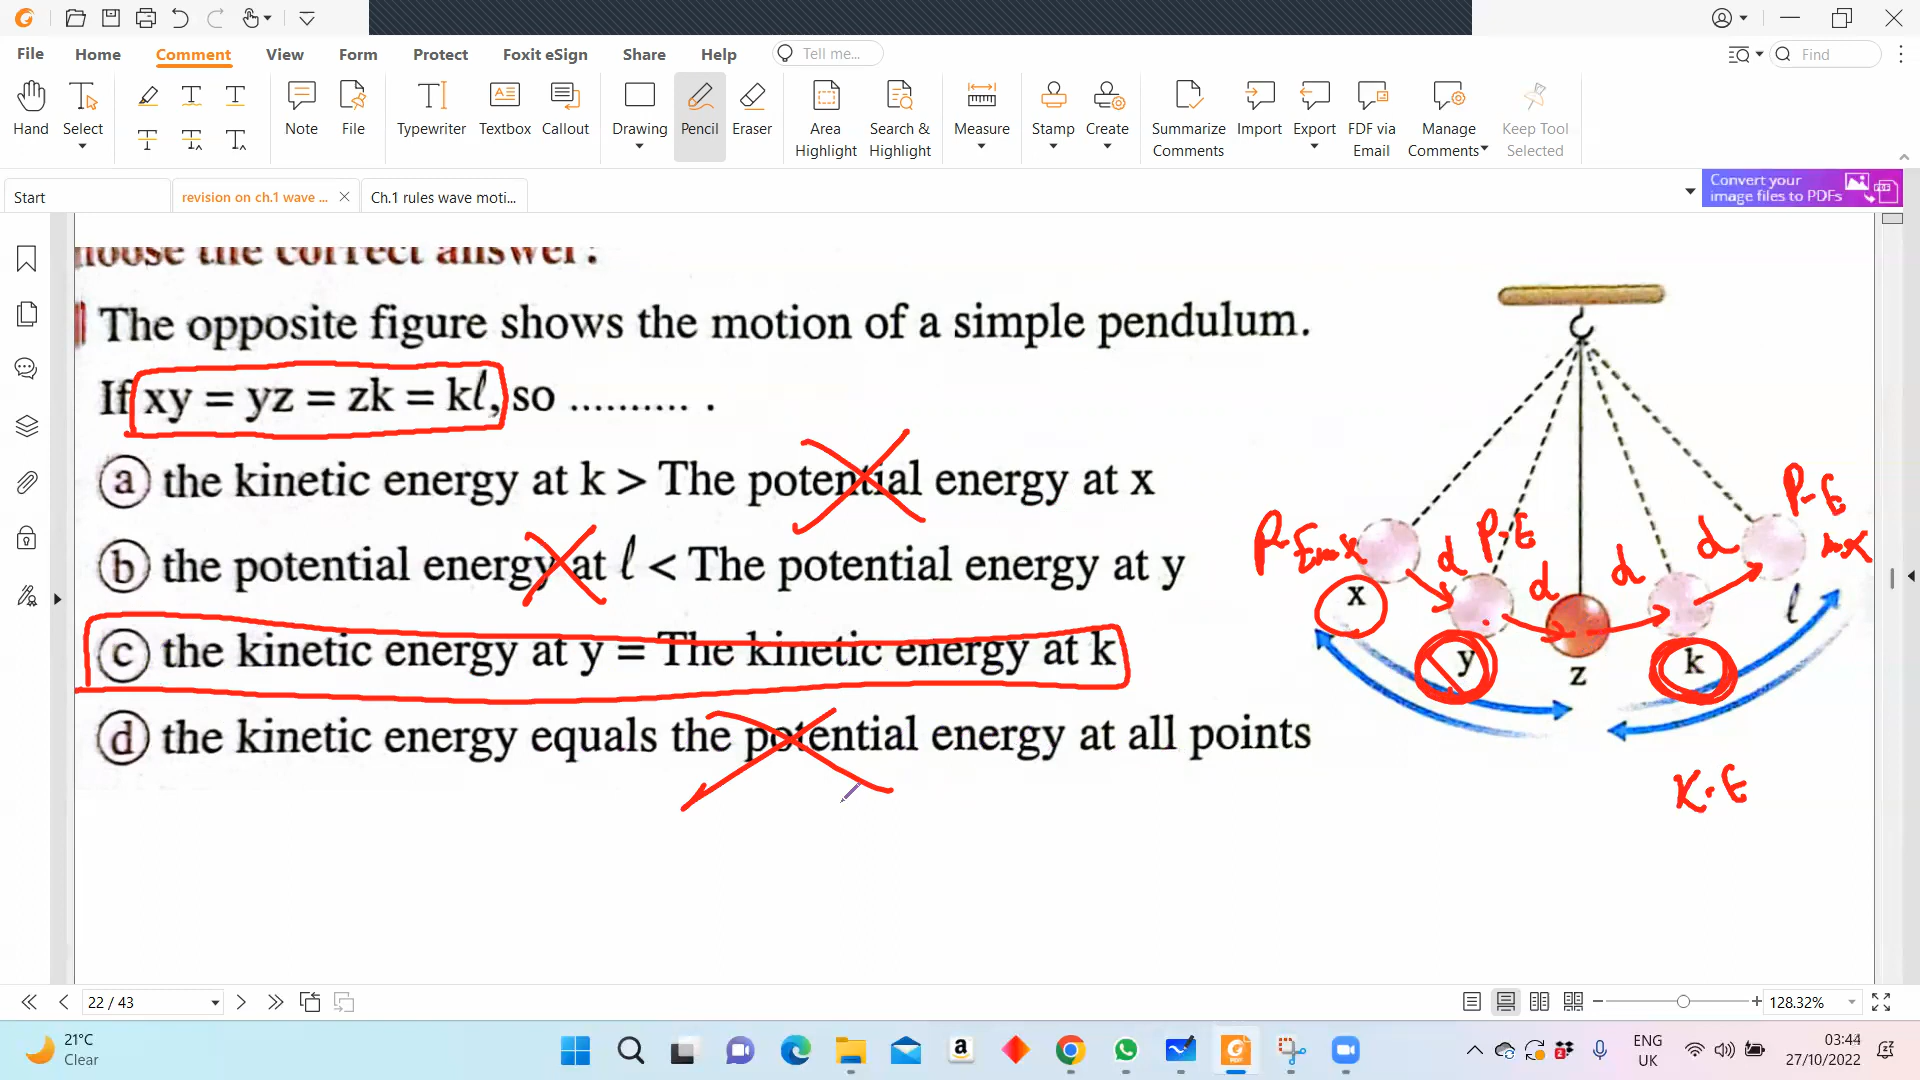 File Home Comment View Form Protect Foxit eSign Share Help Tell me... Find
Hand Select Note File Typewriter Textbox Callout Drawing Pencil Eraser Area Highlight Search & Highlight Measure Stamp Create Summarize Comments Import Export FDF via Email Manage Comments Keep Tool Selected
Start revision on ch.1 wave ... Ch.1 rules wave moti... Convert your image files to PDFs
hoose the correct answer:
The opposite figure shows the motion of a simple pendulum.
If xy = yz = zk = kℓ, so .......... .
ⓐ the kinetic energy at k > The potential energy at x
ⓑ the potential energy at ℓ < The potential energy at y
ⓒ the kinetic energy at y = The kinetic energy at k
ⓓ the kinetic energy equals the potential energy at all points
P-E
P-E max P-E max
d d d d
x y z k ℓ
K.E
22 / 43 128.32%
21°C
Clear
ENG
UK
03:44
27/10/2022